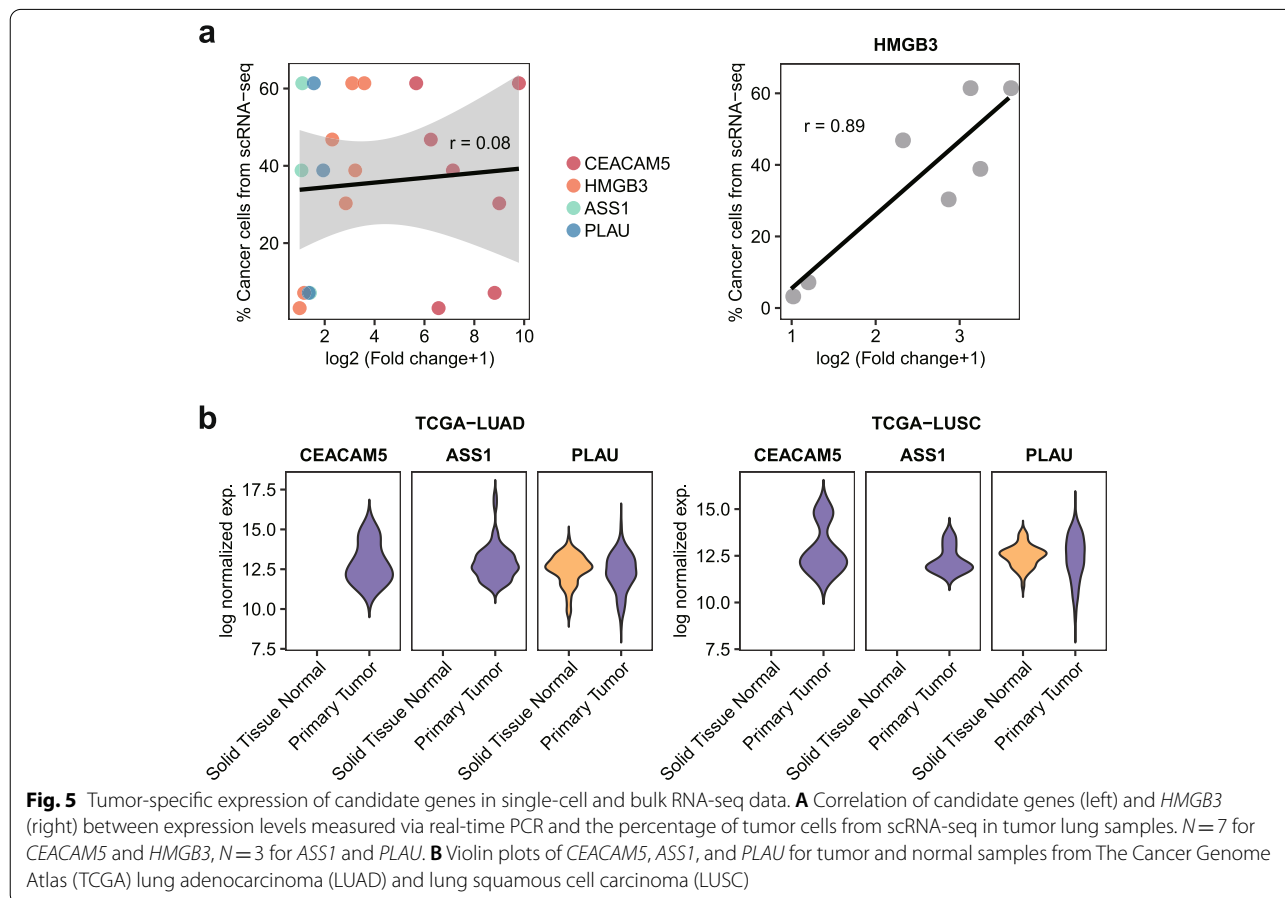 a
HMGB3
% Cancer cells from scRNA−seq
60
40
20
r = 0.08
2
4
6
8
10
log2 (Fold change+1)
CEACAM5
HMGB3
ASS1
PLAU
% Cancer cells from scRNA−seq
60
40
20
0
r = 0.89
1
2
3
log2 (Fold change+1)
b
TCGA−LUAD
TCGA−LUSC
CEACAM5
ASS1
PLAU
CEACAM5
ASS1
PLAU
log normalized exp.
17.5
15.0
12.5
10.0
7.5
log normalized exp.
15.0
12.5
10.0
7.5
Solid Tissue Normal
Primary Tumor
Solid Tissue Normal
Primary Tumor
Solid Tissue Normal
Primary Tumor
Solid Tissue Normal
Primary Tumor
Solid Tissue Normal
Primary Tumor
Solid Tissue Normal
Primary Tumor
Fig. 5 Tumor-specific expression of candidate genes in single-cell and bulk RNA-seq data. A Correlation of candidate genes (left) and HMGB3
(right) between expression levels measured via real-time PCR and the percentage of tumor cells from scRNA-seq in tumor lung samples. N = 7 for
CEACAM5 and HMGB3, N = 3 for ASS1 and PLAU. B Violin plots of CEACAM5, ASS1, and PLAU for tumor and normal samples from The Cancer Genome
Atlas (TCGA) lung adenocarcinoma (LUAD) and lung squamous cell carcinoma (LUSC)